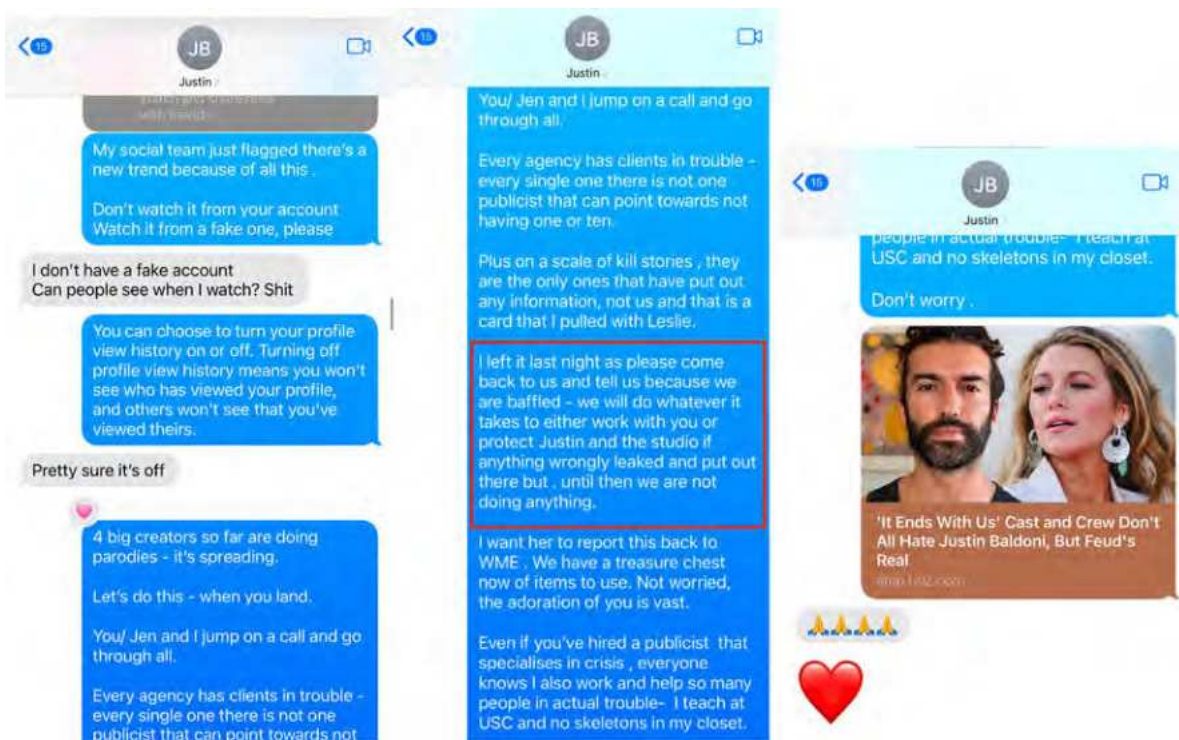 15
JB
Justin
My social team just flagged there's a
new trend because of all this .
Don't watch it from your account
Watch it from a fake one, please
I don't have a fake account
Can people see when I watch? Shit
You can choose to turn your profile
view history on or off. Turning off
profile view history means you won't
see who has viewed your profile,
and others won't see that you've
viewed theirs.
Pretty sure it's off
4 big creators so far are doing
parodies - it's spreading.
Let's do this - when you land.
You/ Jen and I jump on a call and go
through all.
Every agency has clients in trouble -
every single one there is not one
publicist that can point towards not
15
JB
Justin
You/ Jen and I jump on a call and go
through all.
Every agency has clients in trouble -
every single one there is not one
publicist that can point towards not
having one or ten.
Plus on a scale of kill stories , they
are the only ones that have put out
any information, not us and that is a
card that I pulled with Leslie.
I left it last night as please come
back to us and tell us because we
are baffled - we will do whatever it
takes to either work with you or
protect Justin and the studio if
anything wrongly leaked and put out
there but . until then we are not
doing anything.
I want her to report this back to
WME . We have a treasure chest
now of items to use. Not worried,
the adoration of you is vast.
Even if you've hired a publicist that
specialises in crisis , everyone
knows I also work and help so many
people in actual trouble- I teach at
USC and no skeletons in my closet.
15
JB
Justin
people in actual trouble- I teach at
USC and no skeletons in my closet.
Don't worry .
'It Ends With Us' Cast and Crew Don't
All Hate Justin Baldoni, But Feud's
Real